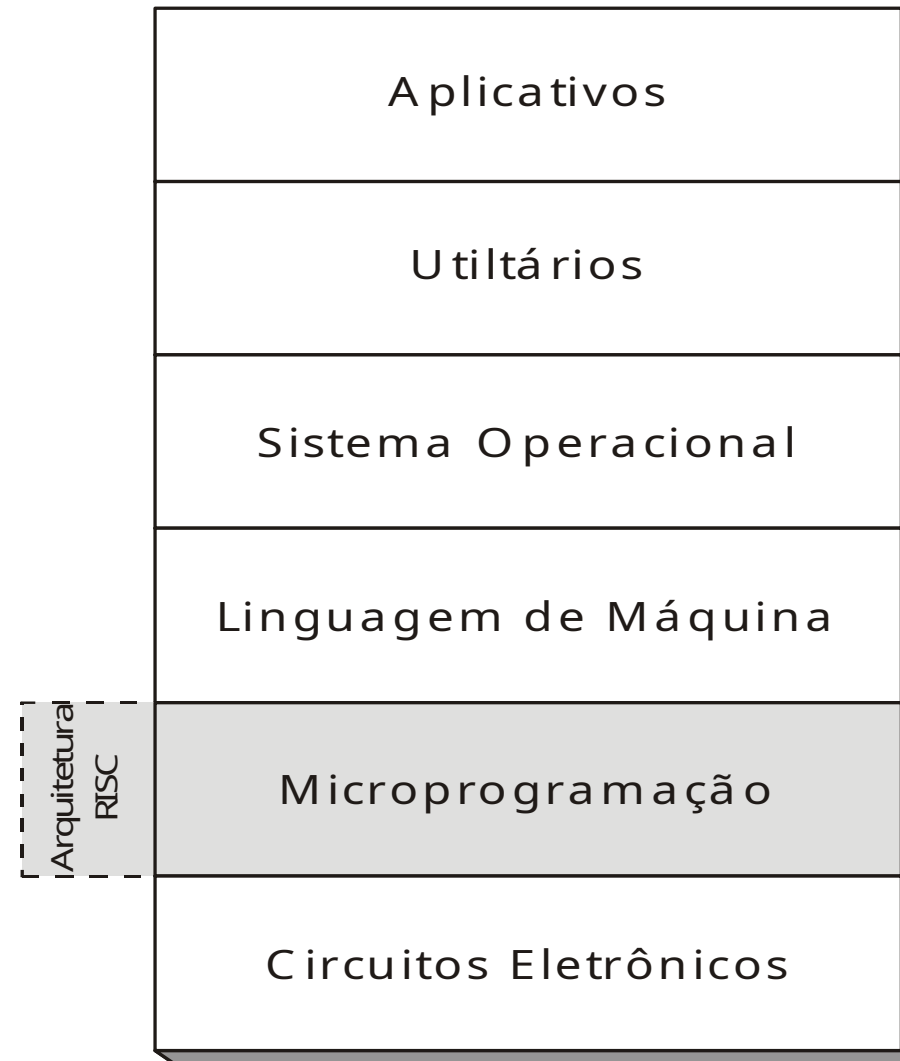 Aplicativos
Utiltários
Sistema Operacional
Linguagem de Máquina
Arquitetura
RISC
Microprogramação
Circuitos Eletrônicos